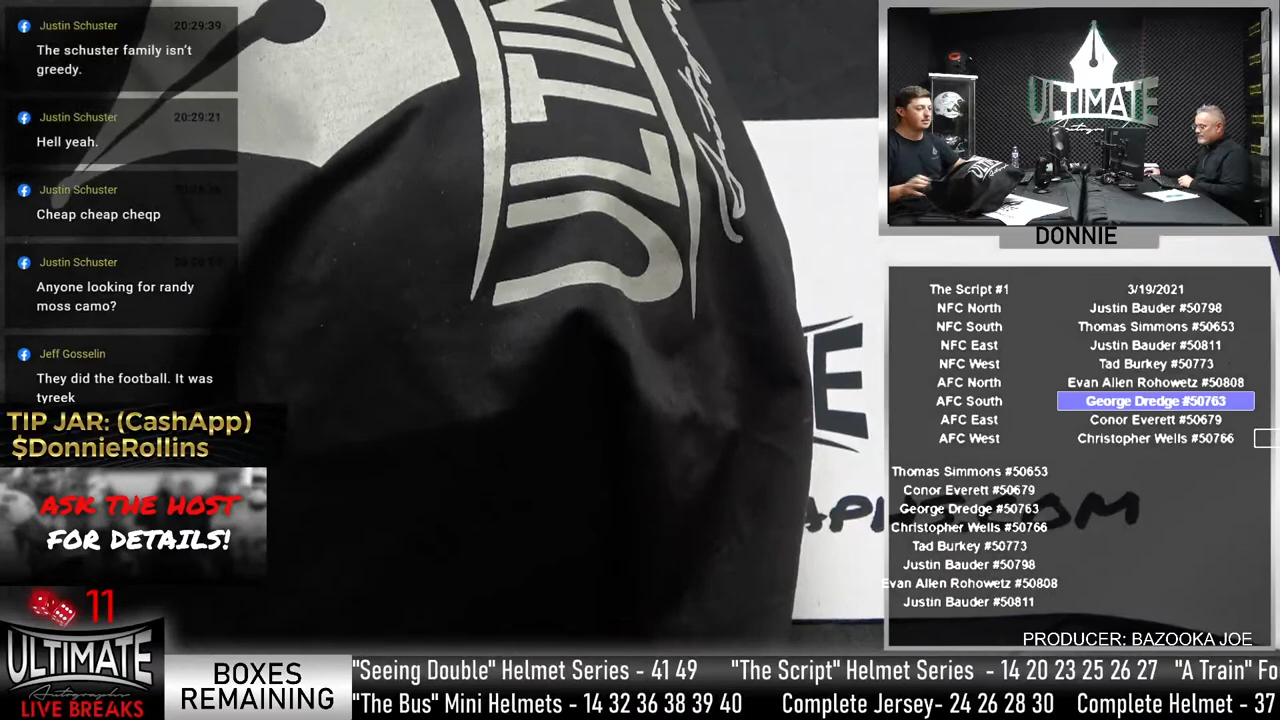 Justin Schuster 20:29:39
The schuster family isn't
greedy.
Justin Schuster 20:29:21
Hell yeah.
Justin Schuster
Cheap cheap cheqp
Justin Schuster
Anyone looking for randy
moss camo?
Jeff Gosselin
They did the football. It was
tyreek
TIP JAR: (CashApp)
$DonnieRollins
ASK THE HOST
FOR DETAILS!
11
ULTIMATE
Autographs
LIVE BREAKS
ULTIM
ULTIMATE
Autographs
DONNIE
The Script #1 3/19/2021
NFC North Justin Bauder #50798
NFC South Thomas Simmons #50653
NFC East Justin Bauder #50811
NFC West Tad Burkey #50773
AFC North Evan Allen Rohowetz #50808
AFC South George Dredge #50763
AFC East Conor Everett #50679
AFC West Christopher Wells #50766
Thomas Simmons #50653
Conor Everett #50679
George Dredge #50763
Christopher Wells #50766
Tad Burkey #50773
Justin Bauder #50798
Evan Allen Rohowetz #50808
Justin Bauder #50811
PRODUCER: BAZOOKA JOE
BOXES
REMAINING
"Seeing Double" Helmet Series - 41 49 "The Script" Helmet Series - 14 20 23 25 26 27 "A Train" Fo
"The Bus" Mini Helmets - 14 32 36 38 39 40 Complete Jersey- 24 26 28 30 Complete Helmet - 37